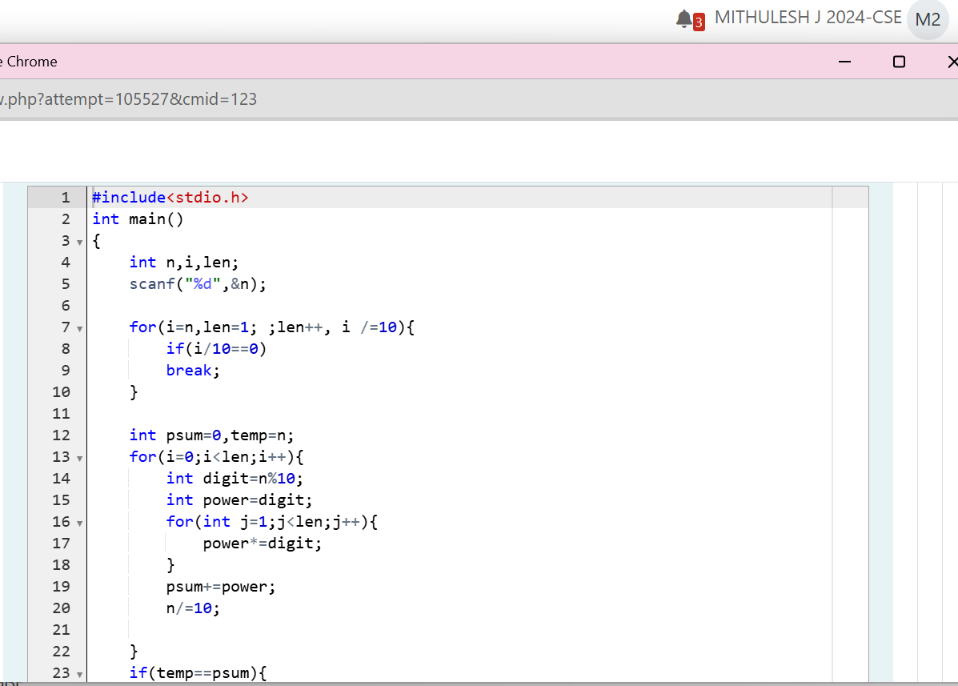 3 MITHULESH J 2024-CSE M2
Chrome
.php?attempt=105527&cmid=123
1 #include<stdio.h>
2 int main()
3 {
4 int n,i,len;
5 scanf("%d",&n);
6
7 for(i=n,len=1; ;len++, i /=10){
8 if(i/10==0)
9 break;
10 }
11
12 int psum=0,temp=n;
13 for(i=0;i<len;i++){
14 int digit=n%10;
15 int power=digit;
16 for(int j=1;j<len;j++){
17 power*=digit;
18 }
19 psum+=power;
20 n/=10;
21
22 }
23 if(temp==psum){